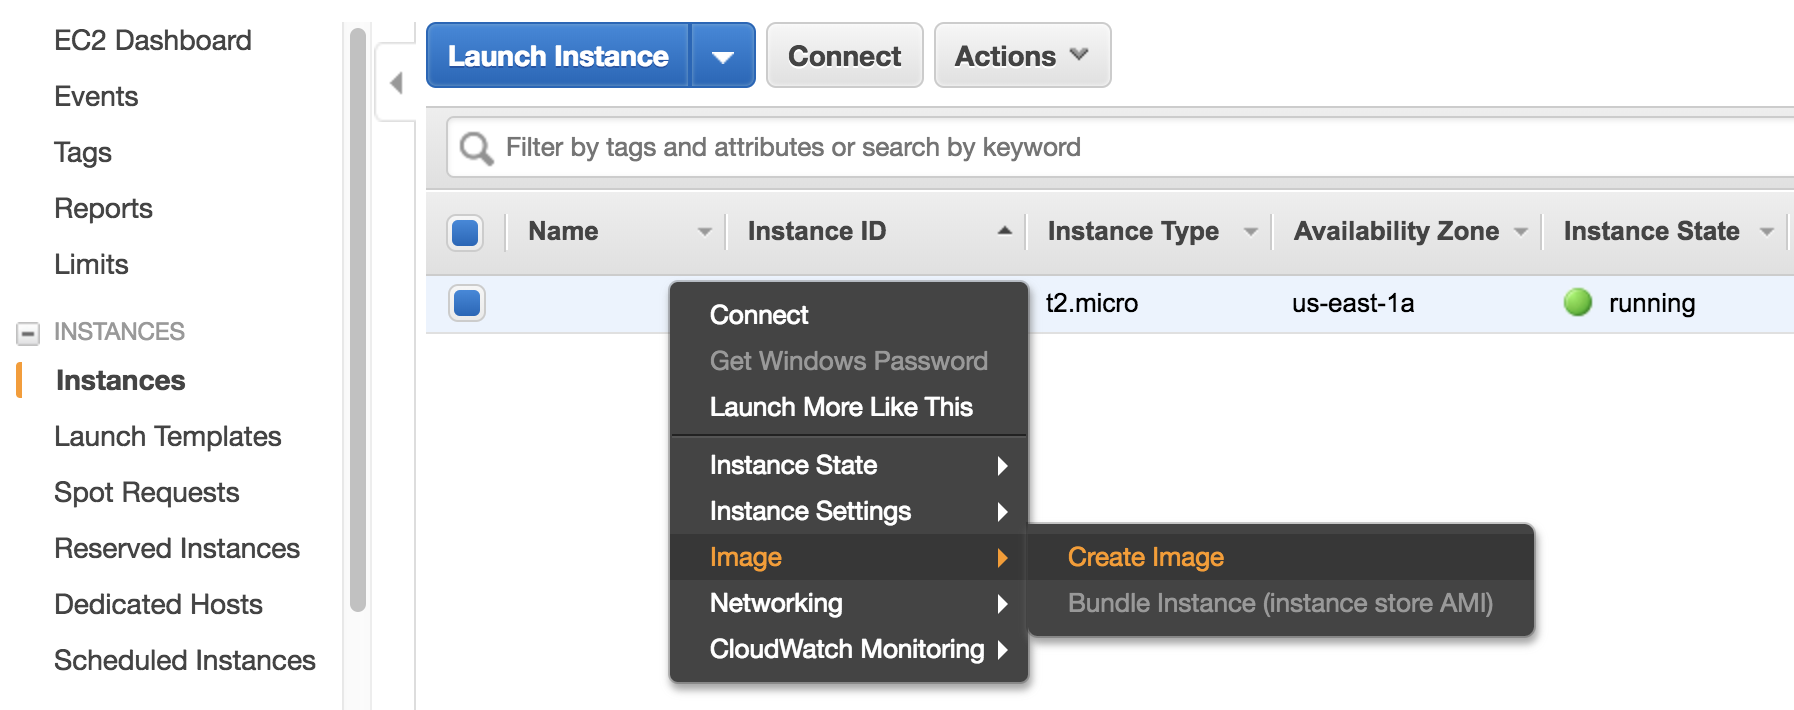 EC2 Dashboard
Events
Tags
Reports
Limits
INSTANCES
Instances
Launch Templates
Spot Requests
Reserved Instances
Dedicated Hosts
Scheduled Instances
Launch Instance
Connect
Actions
Filter by tags and attributes or search by keyword
Name
Instance ID
Instance Type
Availability Zone
Instance State
t2.micro
us-east-1a
running
Connect
Get Windows Password
Launch More Like This
Instance State
Instance Settings
Image
Networking
CloudWatch Monitoring
Create Image
Bundle Instance (instance store AMI)